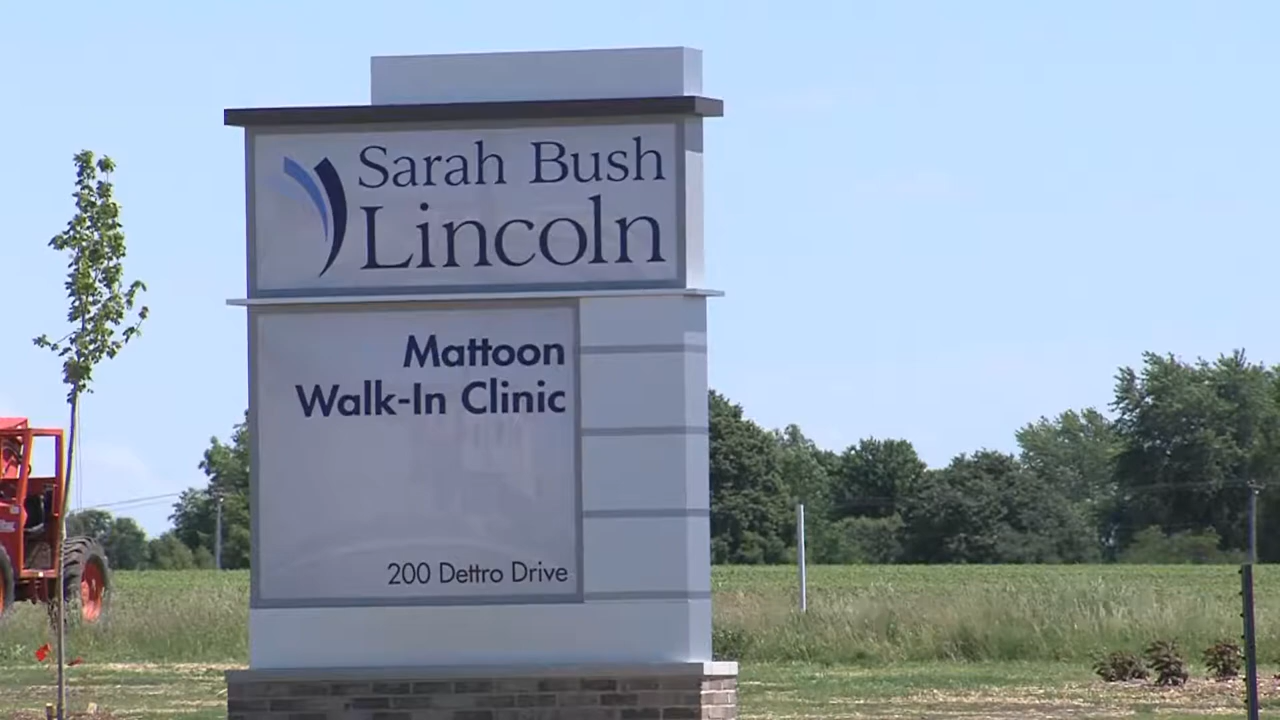 Sarah Bush
Lincoln
Mattoon
Walk-In Clinic
200 Dettro Drive